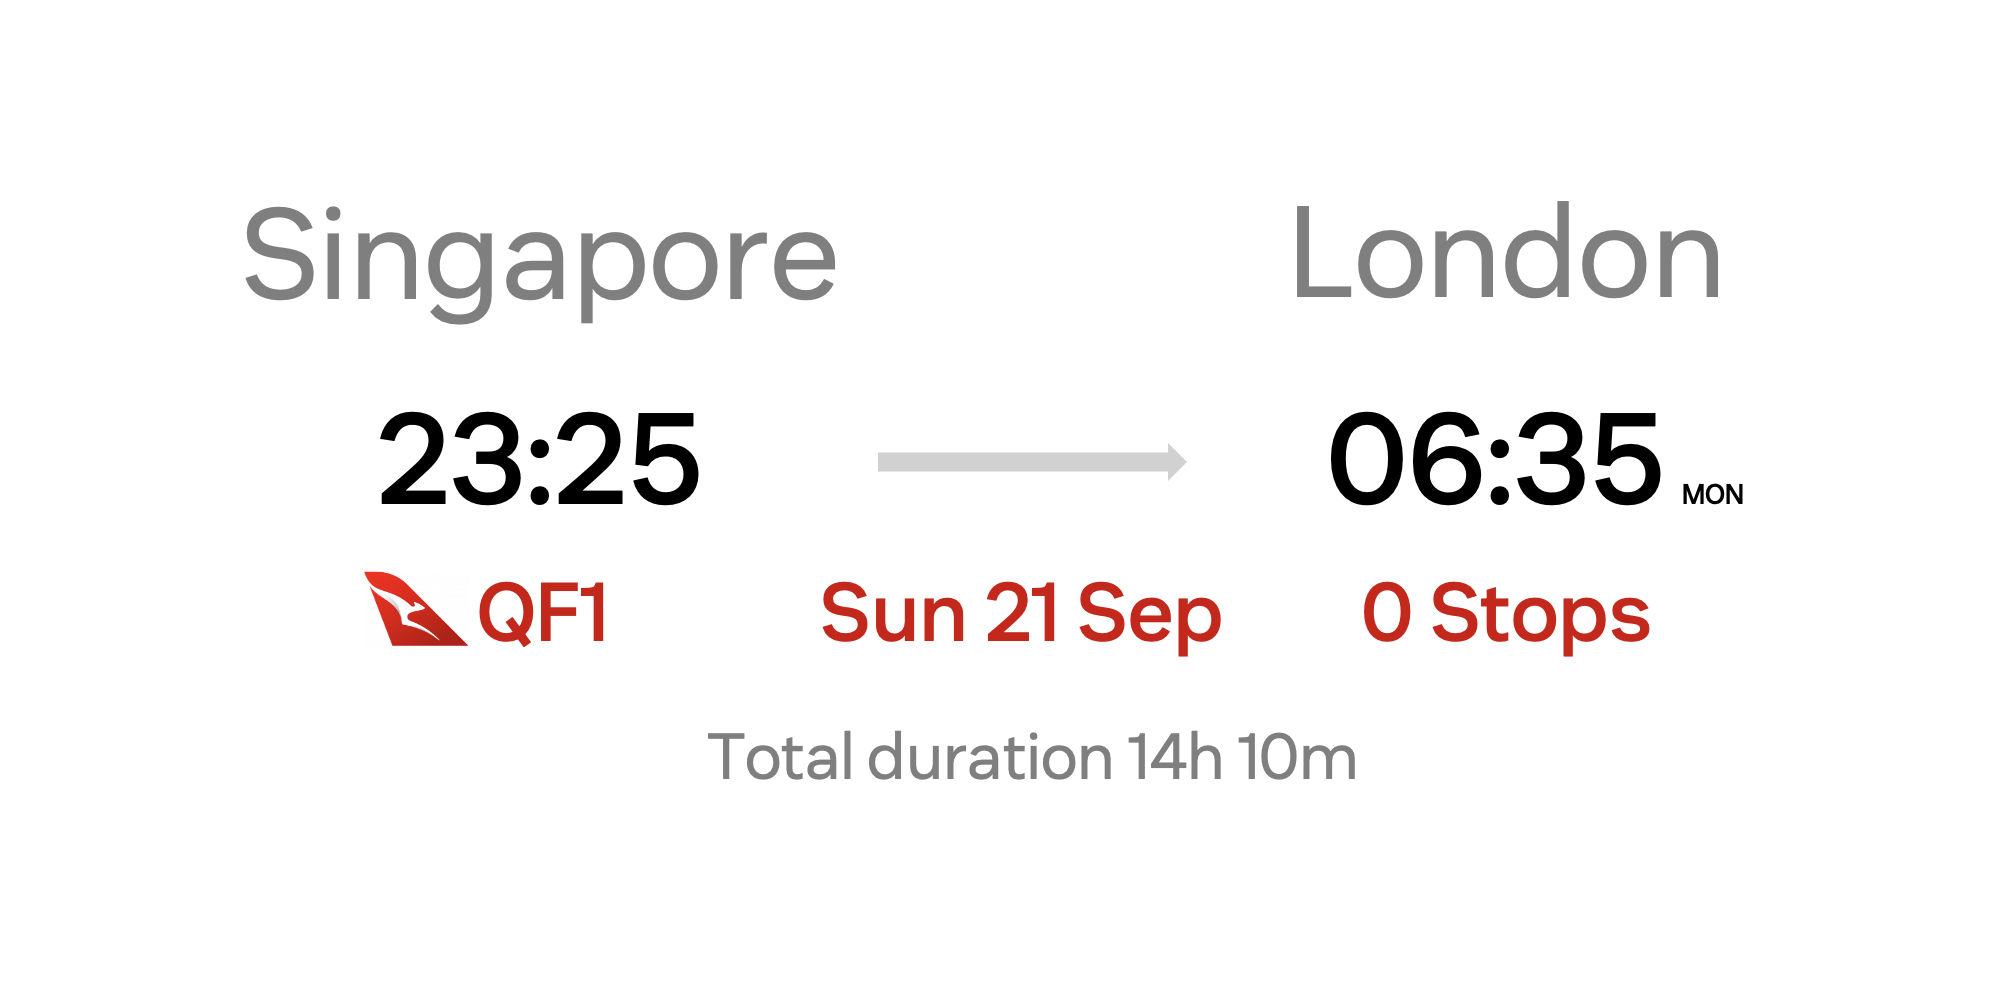 Singapore London
23:25 06:35 MON
QF1 Sun 21 Sep 0 Stops
Total duration 14h 10m